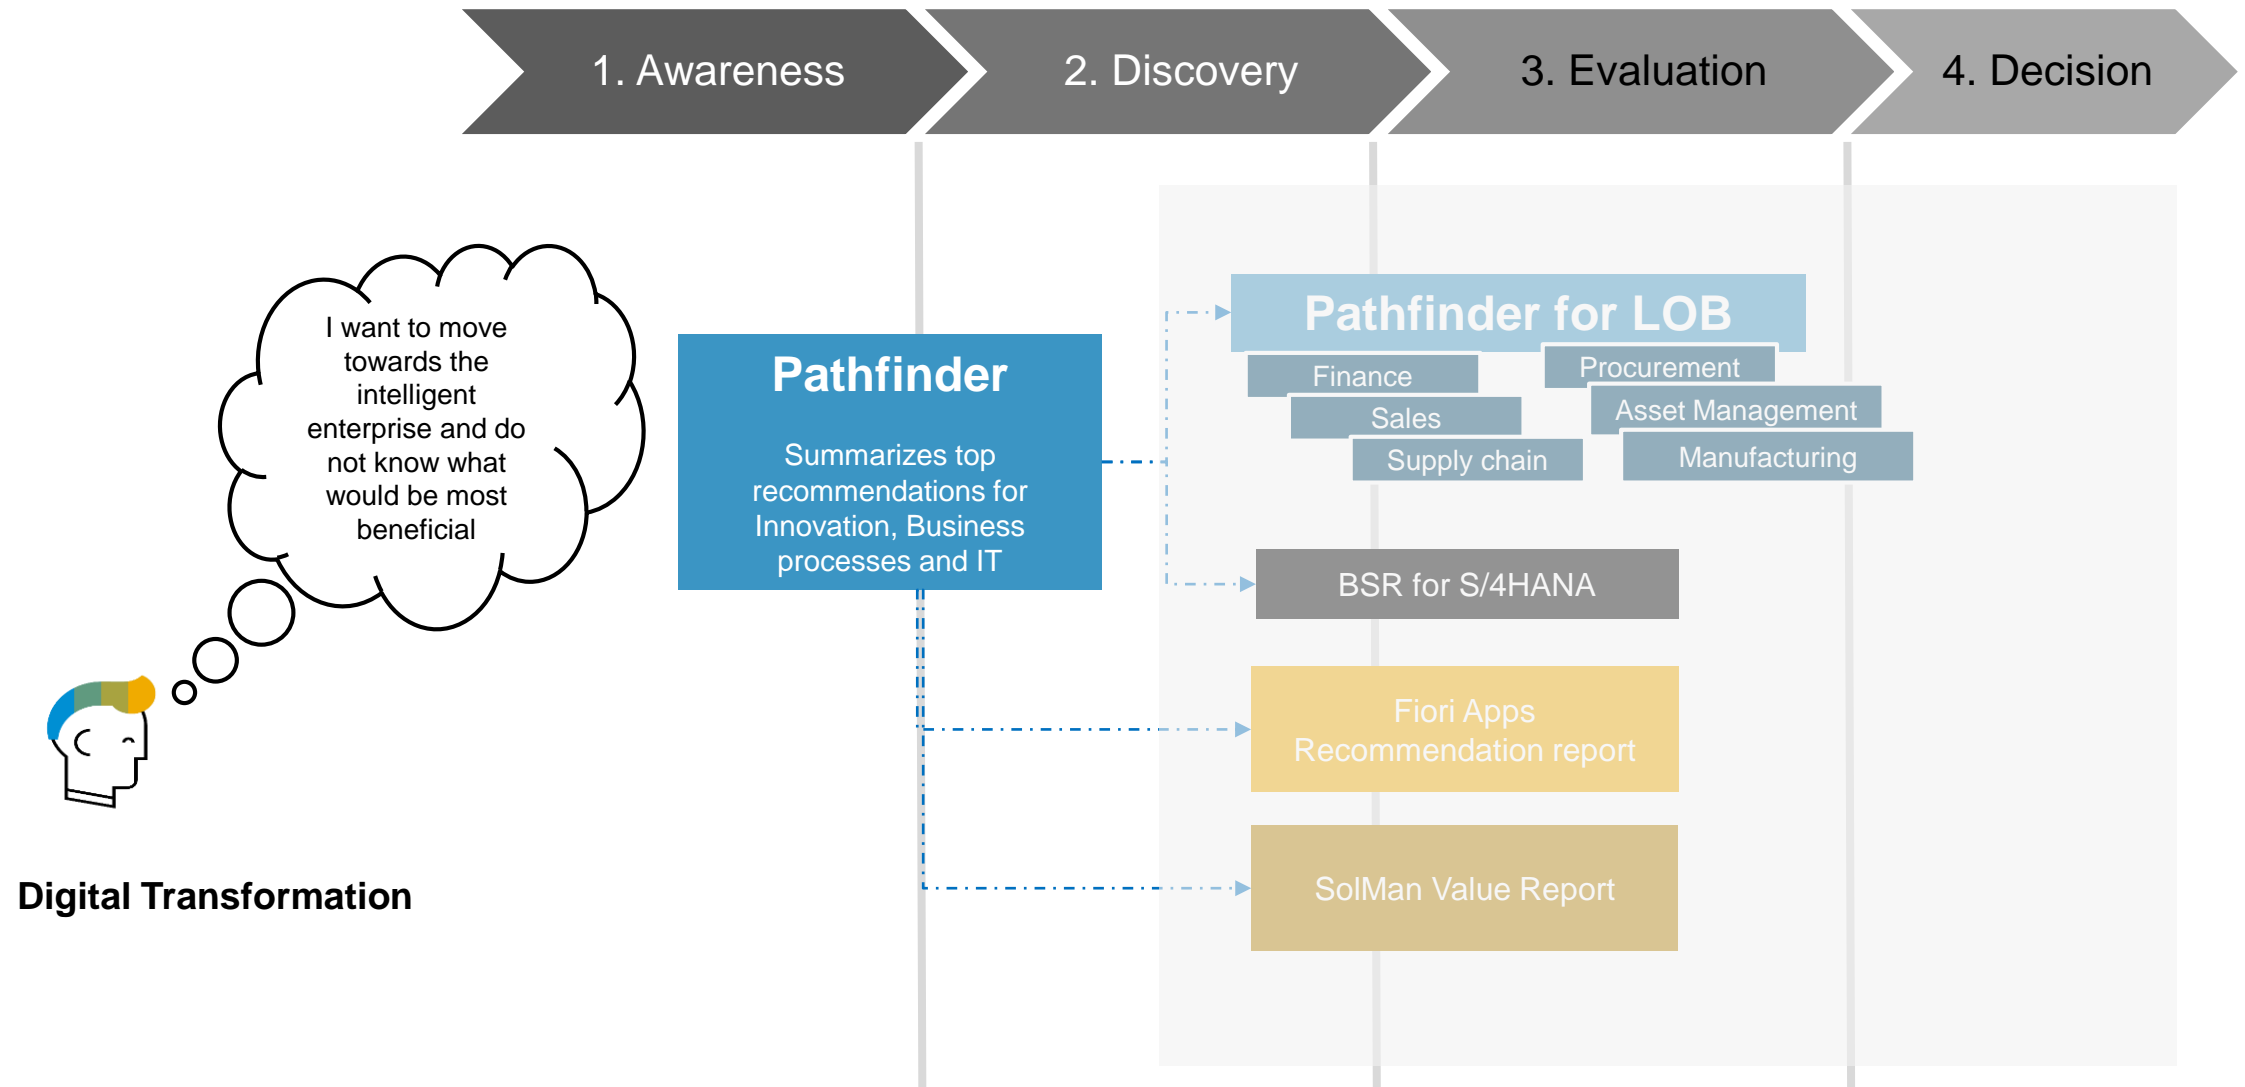 1. Awareness
2. Discovery
3. Evaluation
4. Decision
I want to move
towards the
intelligent
enterprise and do
not know what
would be most
beneficial
Digital Transformation
Pathfinder
Summarizes top
recommendations for
Innovation, Business
processes and IT
Pathfinder for LOB
Finance
Sales
Supply chain
Procurement
Asset Management
Manufacturing
BSR for S/4HANA
Fiori Apps
Recommendation report
SolMan Value Report